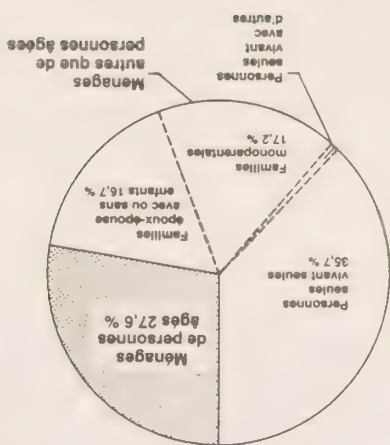 Ménages
de personnes
âgés 27,6 %
Personnes
seules
vivant seules
35,7 %
Familles
époux-épouse
avec ou sans
enfants 16,7 %
Familles
monoparentales
17,2 %
Personnes
seules
vivant
avec
d'autres
Ménages
autres que de
personnes âgées